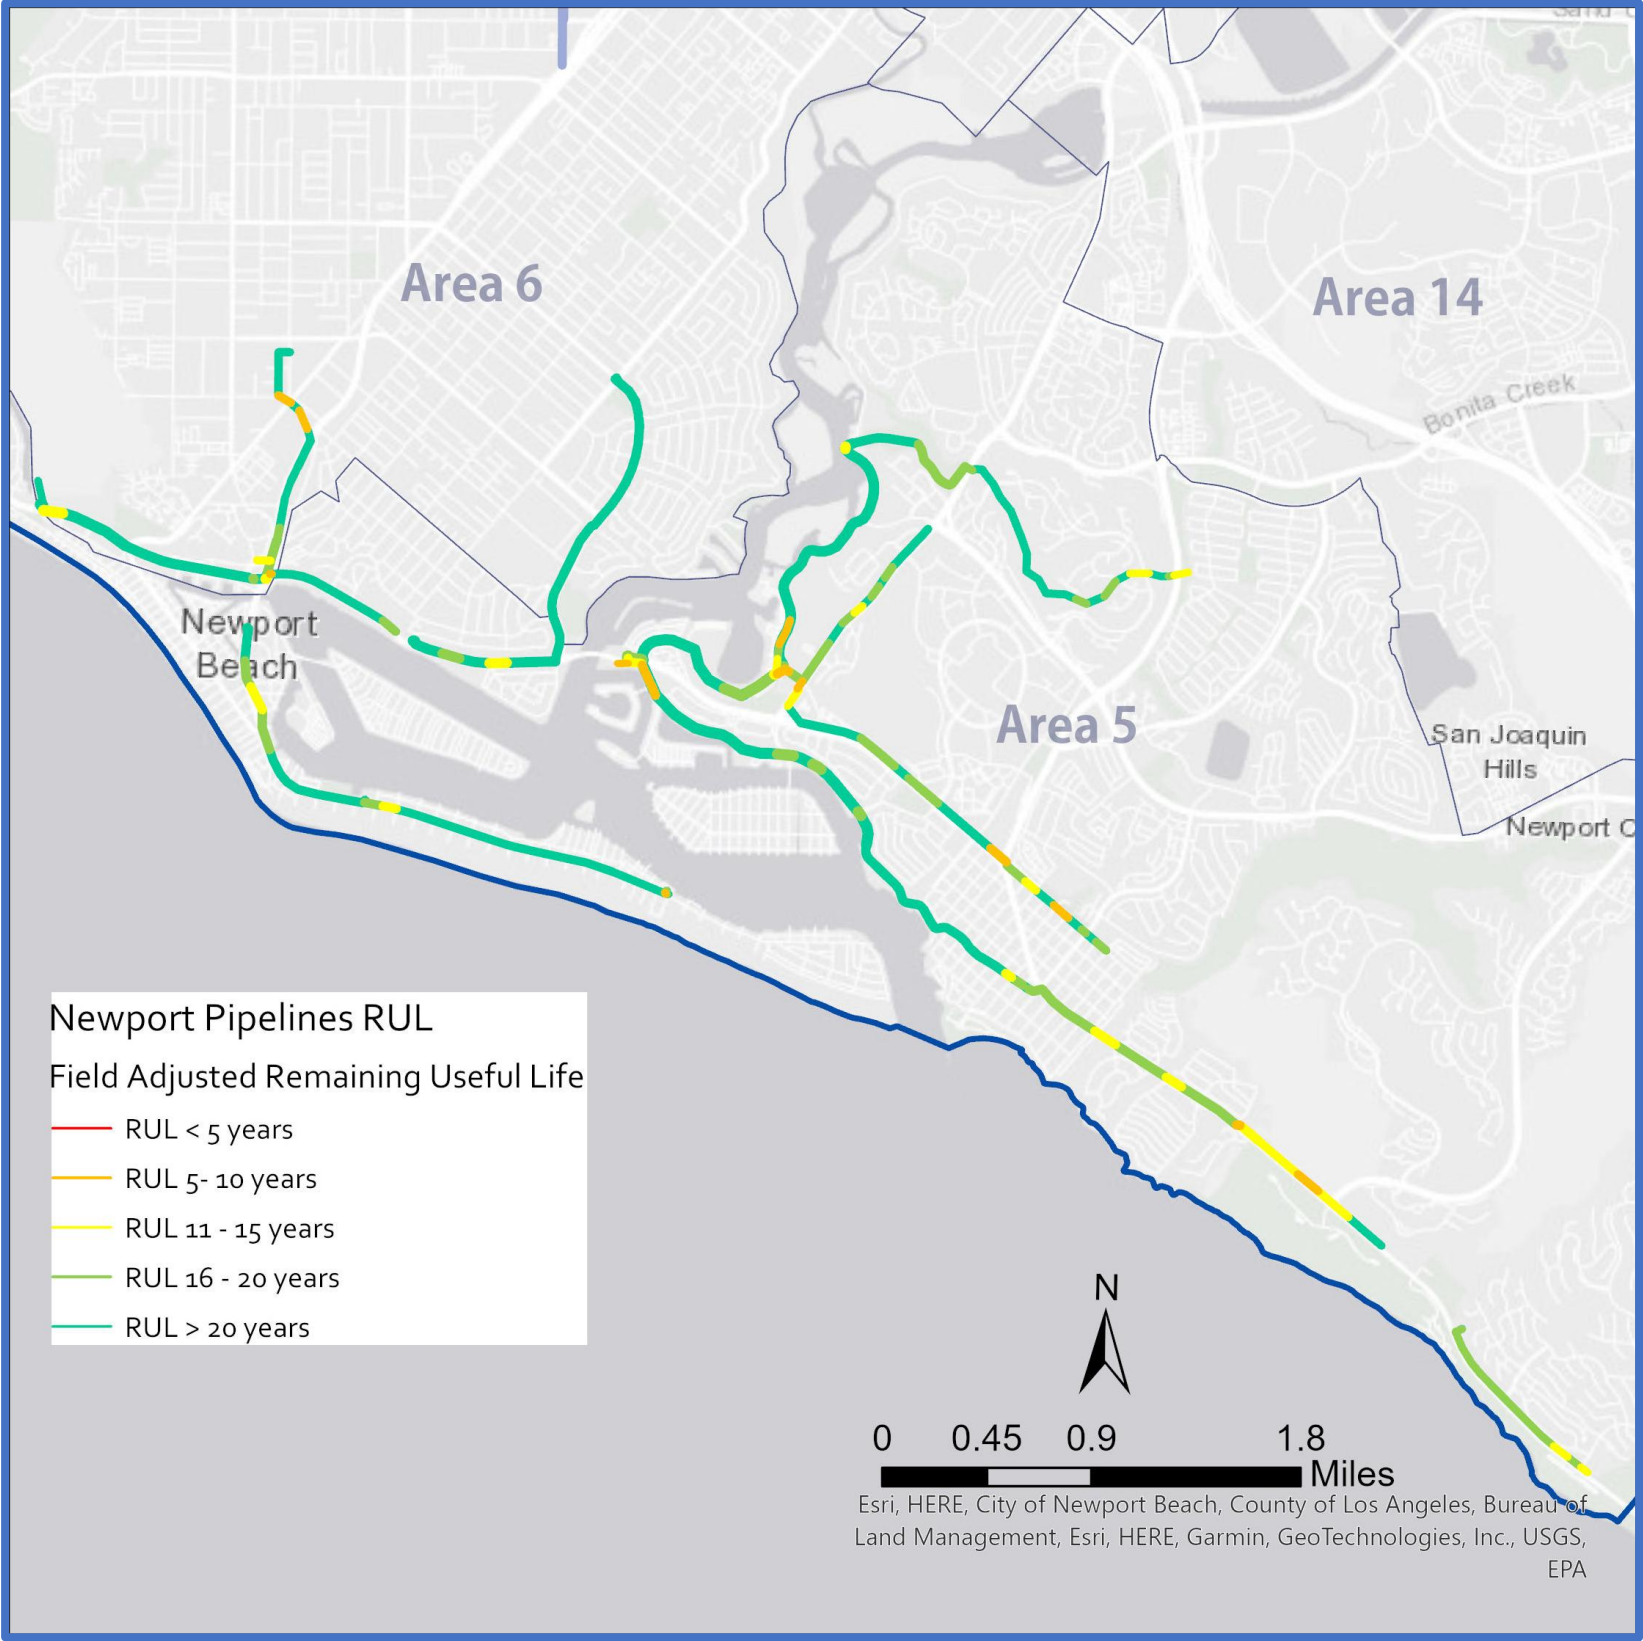 Area 6
Area 14
Bonita Creek
Newport
Beach
Area 5
San Joaquin
Hills
Newport C
Newport Pipelines RUL
Field Adjusted Remaining Useful Life
RUL < 5 years
RUL 5- 10 years
RUL 11 - 15 years
RUL 16 - 20 years
RUL > 20 years
N
0 0.45 0.9 1.8
Miles
Esri, HERE, City of Newport Beach, County of Los Angeles, Bureau of
Land Management, Esri, HERE, Garmin, GeoTechnologies, Inc., USGS,
EPA